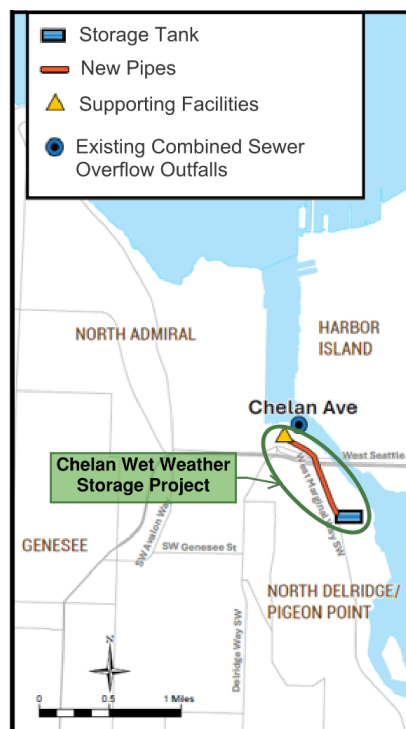 Storage Tank
New Pipes
Supporting Facilities
Existing Combined Sewer
Overflow Outfalls
NORTH ADMIRAL
HARBOR
ISLAND
Chelan Ave
West Seattle
Chelan Wet Weather
Storage Project
West Marginal Way SW
SW Avalon Way
GENESEE
SW Genesee St
NORTH DELRIDGE/
PIGEON POINT
Delridge Way SW
N
0 0.5 1 Miles